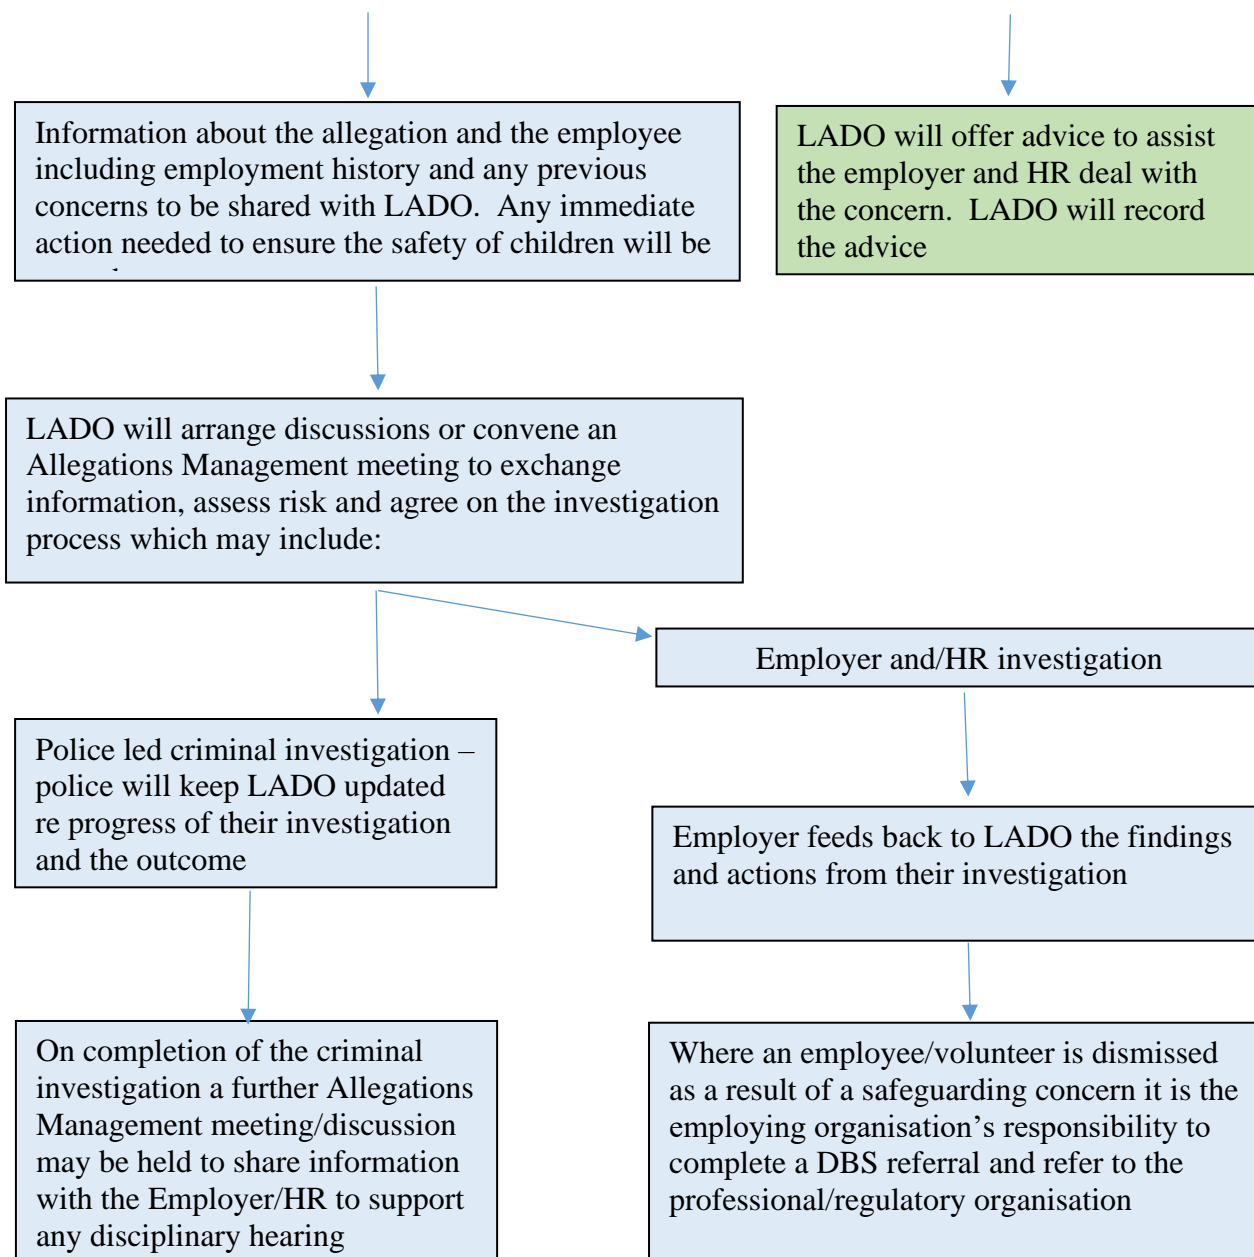 Information about the allegation and the employee
including employment history and any previous
concerns to be shared with LADO.  Any immediate
action needed to ensure the safety of children will be
LADO will offer advice to assist
the employer and HR deal with
the concern.  LADO will record
the advice
LADO will arrange discussions or convene an
Allegations Management meeting to exchange
information, assess risk and agree on the investigation
process which may include:
Employer and/HR investigation
Police led criminal investigation –
police will keep LADO updated
re progress of their investigation
and the outcome
Employer feeds back to LADO the findings
and actions from their investigation
On completion of the criminal
investigation a further Allegations
Management meeting/discussion
may be held to share information
with the Employer/HR to support
any disciplinary hearing
Where an employee/volunteer is dismissed
as a result of a safeguarding concern it is the
employing organisation’s responsibility to
complete a DBS referral and refer to the
professional/regulatory organisation